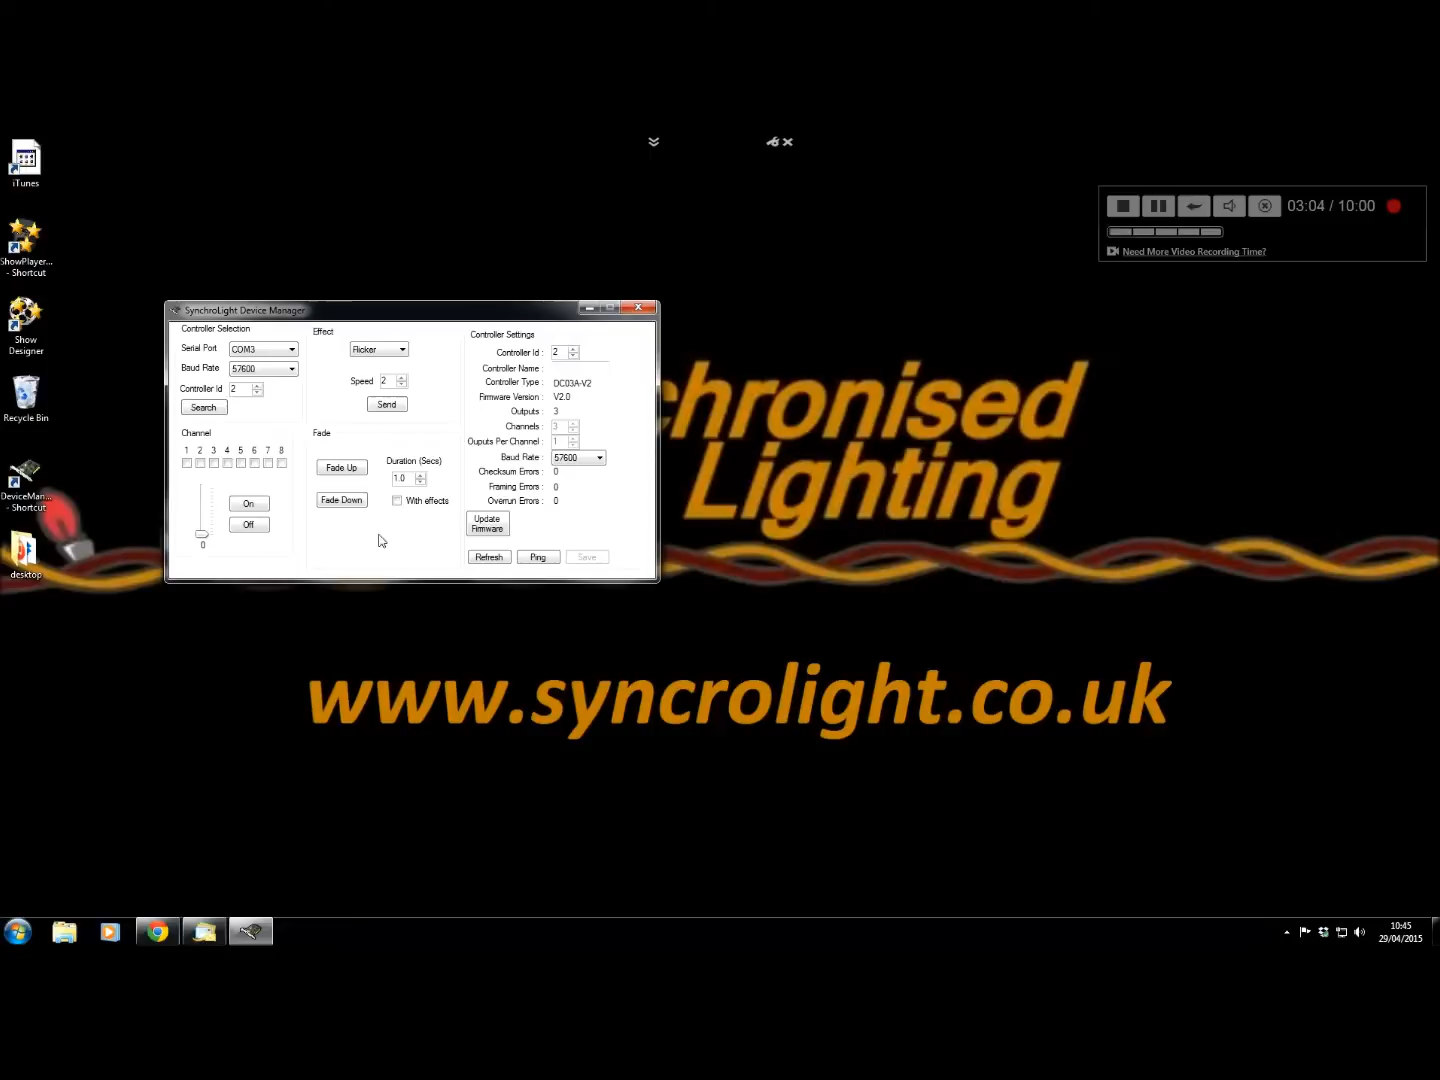 iTunes
ShowPlayer...
- Shortcut
Show
Designer
Recycle Bin
DeviceMan...
- Shortcut
desktop
03:04 / 10:00
Need More Video Recording Time?
SynchroLight Device Manager
Controller Selection
Serial Port COM3
Baud Rate 57600
Controller Id 2
Search
Channel
1 2 3 4 5 6 7 8
On
Off
0
Effect
Flicker
Speed 2
Send
Fade
Fade Up
Duration (Secs)
1.0
Fade Down
With effects
Controller Settings
Controller Id : 2
Controller Name :
Controller Type : DC03A-V2
Firmware Version : V2.0
Outputs : 3
Channels : 3
Ouputs Per Channel : 1
Baud Rate : 57600
Checksum Errors : 0
Framing Errors : 0
Overrun Errors : 0
Update
Firmware
Refresh Ping Save
chronised
Lighting
www.syncrolight.co.uk
10:45
29/04/2015